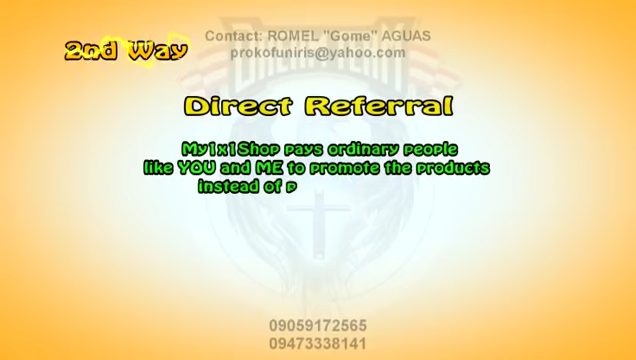 Contact: ROMEL "Gome" AGUAS
prokofuniris@yahoo.com
2nd Way
Direct Referral
My1x1Shop pays ordinary people
like YOU and ME to promote the products
instead of p
09059172565
09473338141